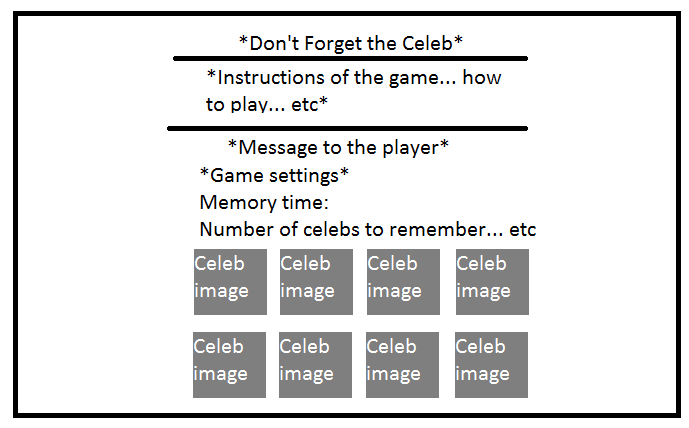 *Don't Forget the Celeb*
*Instructions of the game... how
to play... etc*
*Message to the player*
*Game settings*
Memory time:
Number of celebs to remember... etc
Celeb image
Celeb image
Celeb image
Celeb image
Celeb image
Celeb image
Celeb image
Celeb image